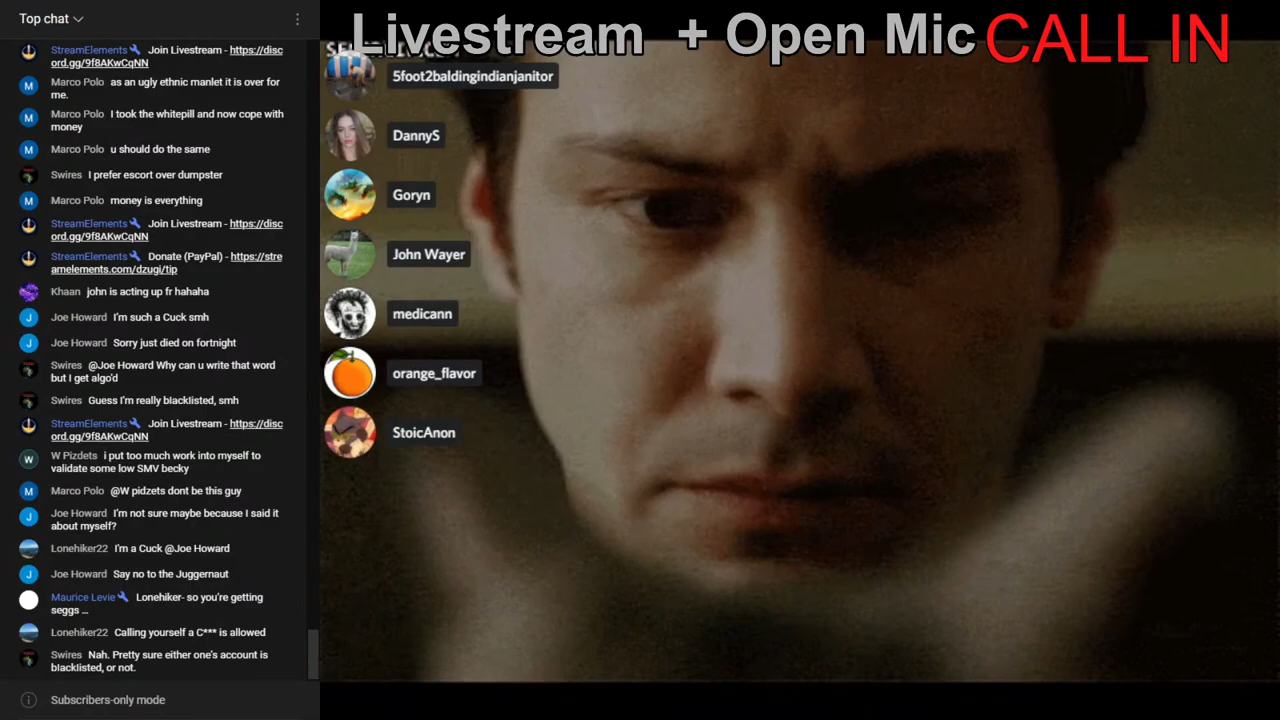 Top chat
StreamElements Join Livestream - https://disc
ord.gg/9f8AKwCqNN
Marco Polo as an ugly ethnic manlet it is over for
me.
Marco Polo I took the whitepill and now cope with
money
Marco Polo u should do the same
Swires I prefer escort over dumpster
Marco Polo money is everything
StreamElements Join Livestream - https://disc
ord.gg/9f8AKwCqNN
StreamElements Donate (PayPal) - https://stre
amelements.com/dzugi/tip
Khaan john is acting up fr hahaha
Joe Howard I'm such a Cuck smh
Joe Howard Sorry just died on fortnight
Swires @Joe Howard Why can u write that word
but I get algo'd
Swires Guess I'm really blacklisted, smh
StreamElements Join Livestream - https://disc
ord.gg/9f8AKwCqNN
W Pizdets i put too much work into myself to
validate some low SMV becky
Marco Polo @W pidzets dont be this guy
Joe Howard I'm not sure maybe because I said it
about myself?
Lonehiker22 I'm a Cuck @Joe Howard
Joe Howard Say no to the Juggernaut
Maurice Levie Lonehiker- so you're getting
seggs ...
Lonehiker22 Calling yourself a C*** is allowed
Swires Nah. Pretty sure either one's account is
blacklisted, or not.
Subscribers-only mode
Livestream + Open Mic CALL IN
5foot2baldingindianjanitor
DannyS
Goryn
John Wayer
medicann
orange_flavor
StoicAnon